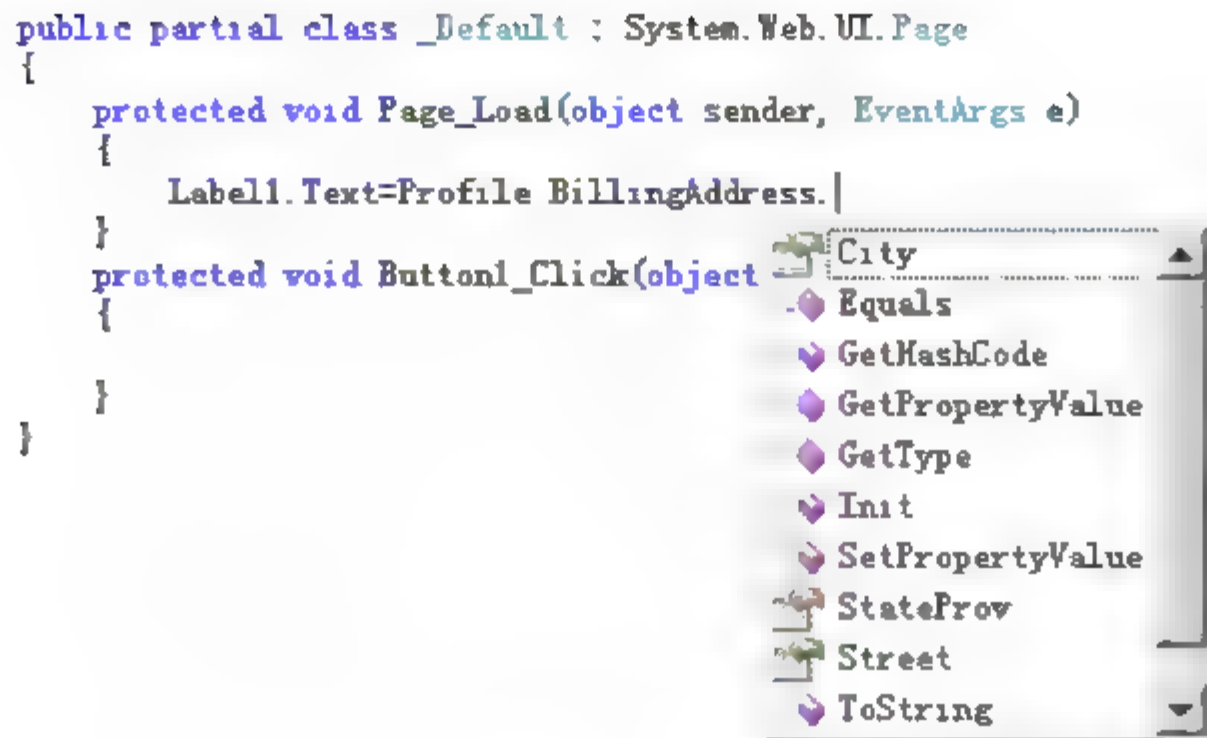 public partial class _Default : System.Web.UI.Page
{
    protected void Page_Load(object sender, EventArgs e)
    {
        Label1.Text=Profile BillingAddress.
    }
    protected void Button1_Click(object
    {

    }
}
City
Equals
GetHashCode
GetPropertyValue
GetType
Init
SetPropertyValue
StateProv
Street
ToString